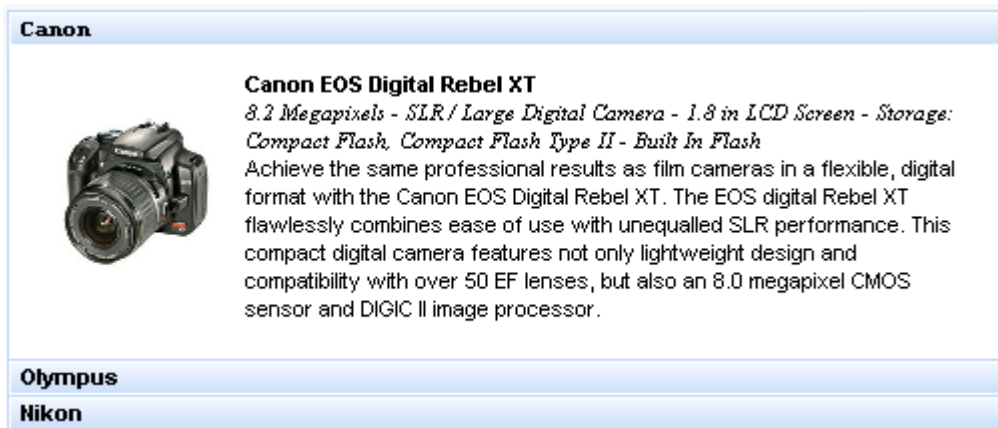 Canon
Canon EOS Digital Rebel XT
8.2 Megapixels - SLR / Large Digital Camera - 1.8 in LCD Screen - Storage:
Compact Flash, Compact Flash Type II - Built In Flash
Achieve the same professional results as film cameras in a flexible, digital
format with the Canon EOS Digital Rebel XT. The EOS digital Rebel XT
flawlessly combines ease of use with unequalled SLR performance. This
compact digital camera features not only lightweight design and
compatibility with over 50 EF lenses, but also an 8.0 megapixel CMOS
sensor and DIGIC II image processor.
Olympus
Nikon